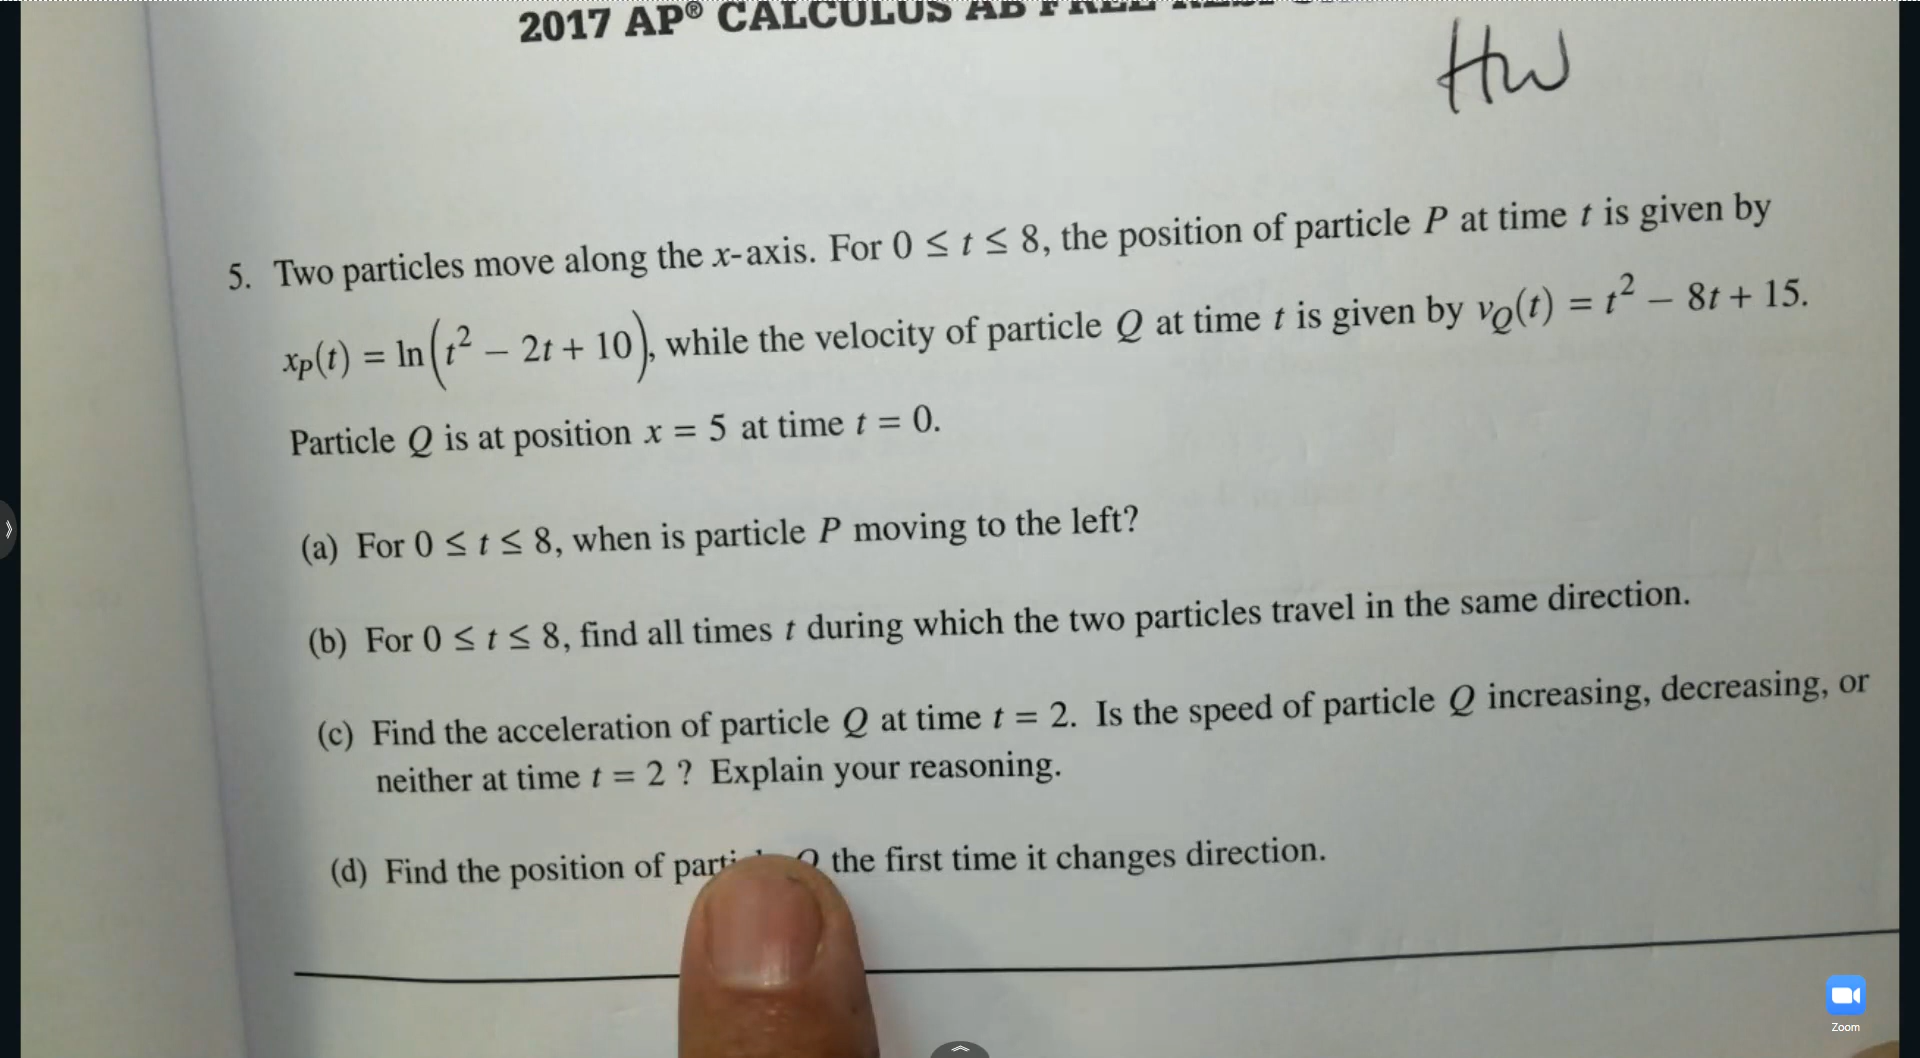 2017 AP® CALCULUS AB
HW
5. Two particles move along the x-axis. For 0 ≤ t ≤ 8, the position of particle P at time t is given by
x_P(t) = ln(t² − 2t + 10), while the velocity of particle Q at time t is given by v_Q(t) = t² − 8t + 15.
Particle Q is at position x = 5 at time t = 0.
(a) For 0 ≤ t ≤ 8, when is particle P moving to the left?
(b) For 0 ≤ t ≤ 8, find all times t during which the two particles travel in the same direction.
(c) Find the acceleration of particle Q at time t = 2. Is the speed of particle Q increasing, decreasing, or
neither at time t = 2 ? Explain your reasoning.
(d) Find the position of Q the first time it changes direction.
Zoom